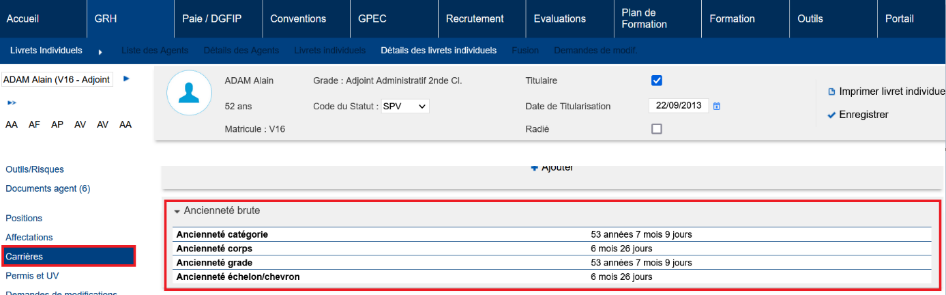 Accueil GRH Paie / DGFIP Conventions GPEC Recrutement Evaluations Plan de Formation Formation Outils Portail
Livrets Individuels Liste des Agents Détails des Agents Livrets Individuels Détails des livrets individuels Fusion Demandes de modif.
ADAM Alain (V16 - Adjoint
AA AF AP AV AV AA
ADAM Alain Grade : Adjoint Administratif 2nde Cl. Titulaire
52 ans Code du Statut : SPV Date de Titularisation 22/09/2013
Matricule : V16 Radié
Imprimer livret individue
Enregistrer
Outils/Risques
Documents agent (6)
Positions
Affectations
Carrières
Permis et UV
Demandes de modifications
Ajouter
Ancienneté brute
Ancienneté catégorie 53 années 7 mois 9 jours
Ancienneté corps 6 mois 26 jours
Ancienneté grade 53 années 7 mois 9 jours
Ancienneté échelon/chevron 6 mois 26 jours